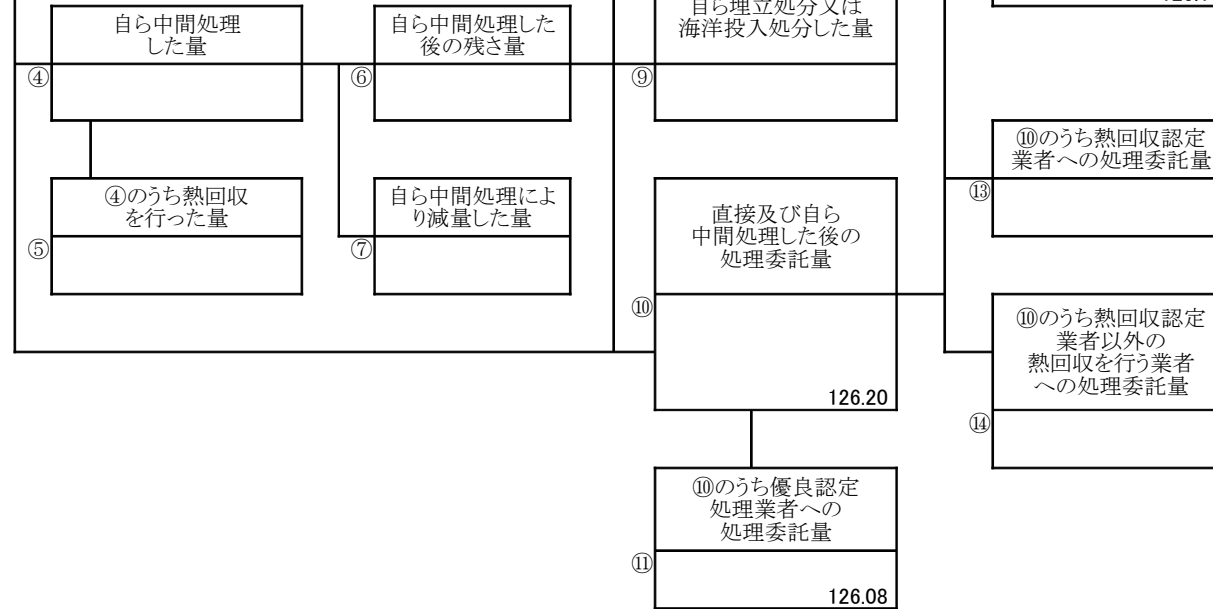 自ら中間処理
した量
④
自ら中間処理した
後の残さ量
⑥
自ら埋立処分又は
海洋投入処分した量
⑨
④のうち熱回収
を行った量
⑤
自ら中間処理によ
り減量した量
⑦
直接及び自ら
中間処理した後の
処理委託量
⑩
126.20
⑩のうち優良認定
処理業者への
処理委託量
⑪
126.08
⑩のうち熱回収認定
業者への処理委託量
⑬
⑩のうち熱回収認定
業者以外の
熱回収を行う業者
への処理委託量
⑭